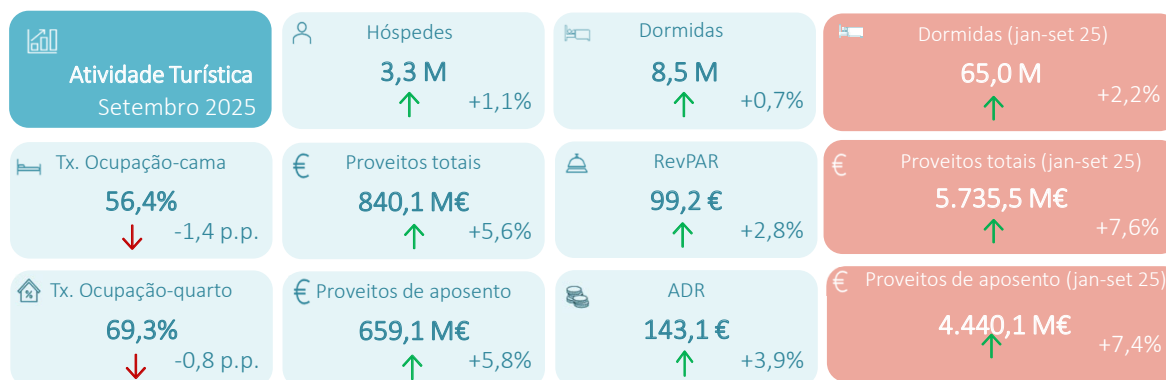 Atividade Turística
Setembro 2025
Hóspedes
3,3 M
+1,1%
Dormidas
8,5 M
+0,7%
Dormidas (jan-set 25)
65,0 M
+2,2%
Tx. Ocupação-cama
56,4%
-1,4 p.p.
€ Proveitos totais
840,1 M€
+5,6%
RevPAR
99,2 €
+2,8%
€ Proveitos totais (jan-set 25)
5.735,5 M€
+7,6%
% Tx. Ocupação-quarto
69,3%
-0,8 p.p.
€ Proveitos de aposento
659,1 M€
+5,8%
ADR
143,1 €
+3,9%
€ Proveitos de aposento (jan-set 25)
4.440,1 M€
+7,4%